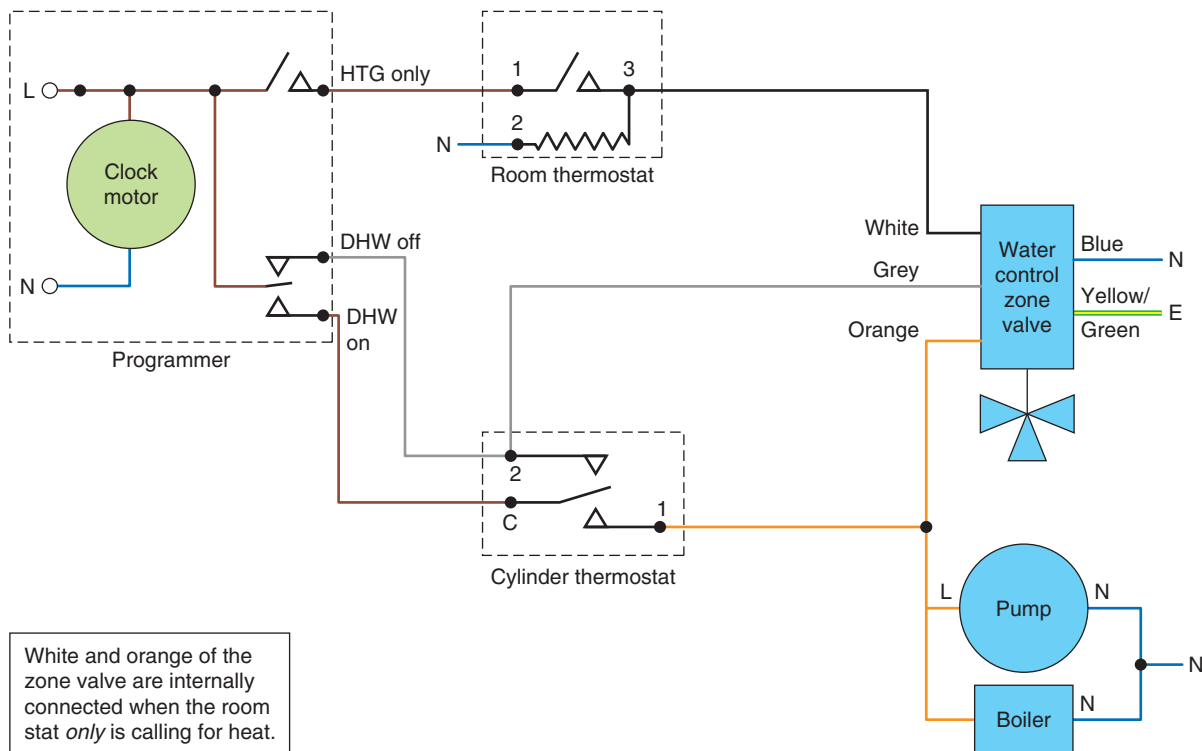 HTG only
L
1
3
2
N
Clock
motor
Room thermostat
DHW off
N
DHW
on
Programmer
White
Grey
Orange
Water
control
zone
valve
Blue
N
Yellow/
Green
E
2
C
1
Cylinder thermostat
L
Pump
N
N
Boiler
N
White and orange of the
zone valve are internally
connected when the room
stat only is calling for heat.